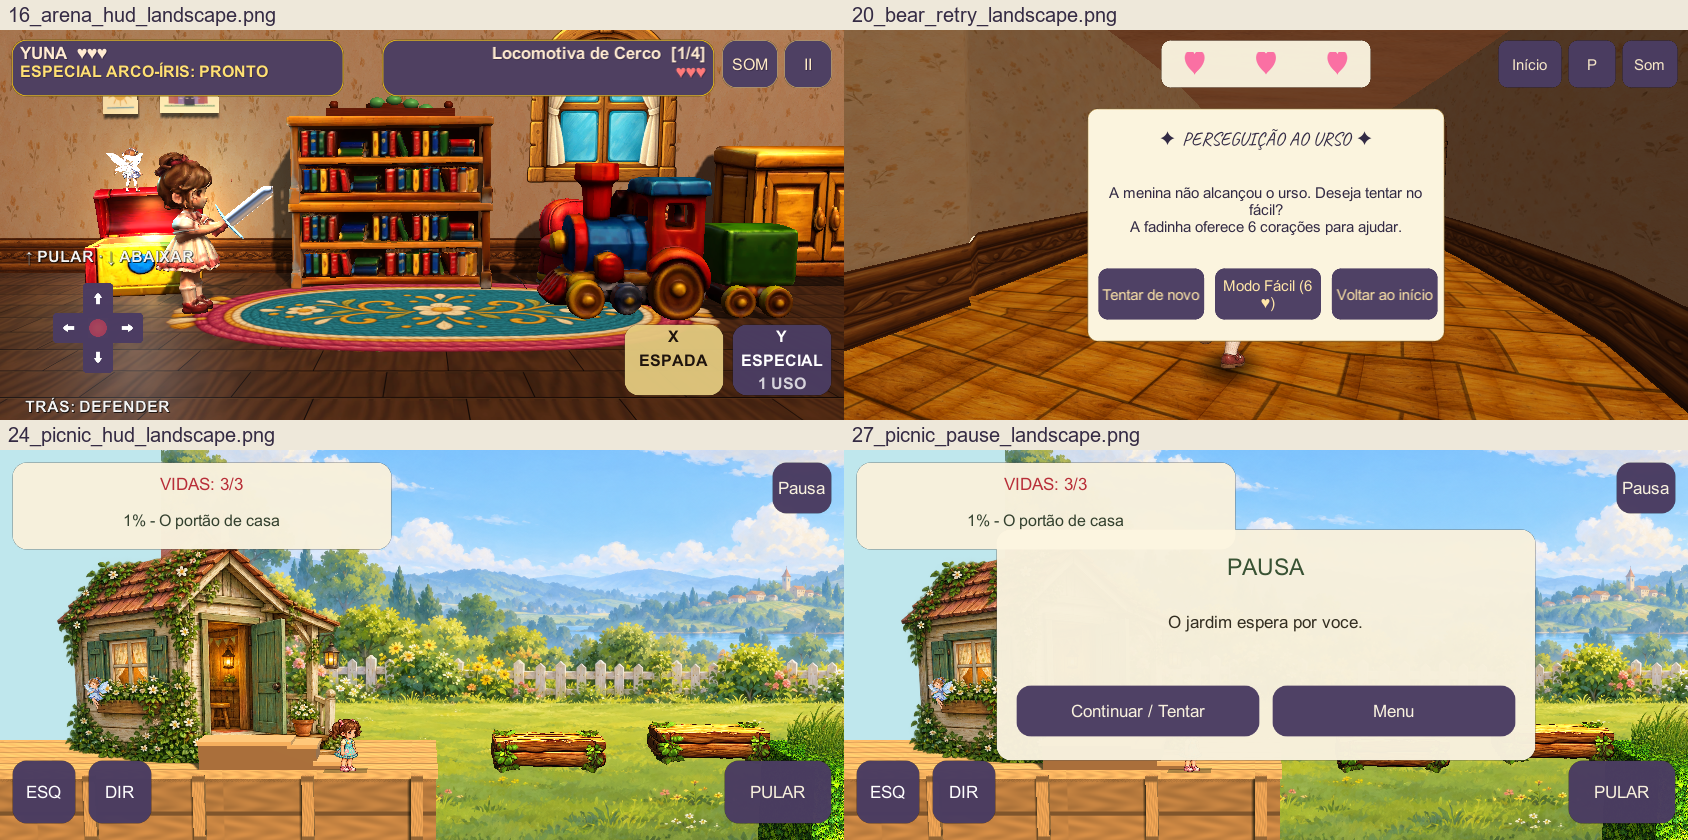 16_arena_hud_landscape.png
YUNA ♥♥♥
ESPECIAL ARCO-ÍRIS: PRONTO
Locomotiva de Cerco [1/4]
♥♥♥
SOM
II
↑ PULAR · ↓ ABAIXAR
X
ESPADA
Y
ESPECIAL
1 USO
TRÁS: DEFENDER
20_bear_retry_landscape.png
Início
P
Som
✦ PERSEGUIÇÃO AO URSO ✦
A menina não alcançou o urso. Deseja tentar no
fácil?
A fadinha oferece 6 corações para ajudar.
Tentar de novo
Modo Fácil (6
♥)
Voltar ao início
24_picnic_hud_landscape.png
VIDAS: 3/3
1% - O portão de casa
Pausa
ESQ
DIR
PULAR
27_picnic_pause_landscape.png
VIDAS: 3/3
1% - O portão de casa
Pausa
PAUSA
O jardim espera por voce.
Continuar / Tentar
Menu
ESQ
DIR
PULAR